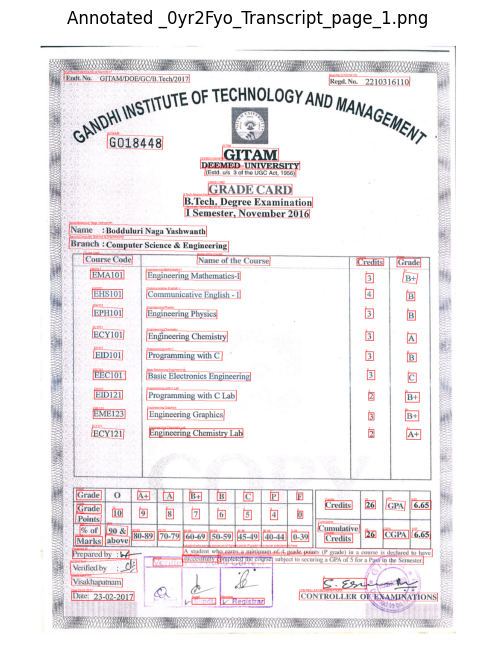 Annotated _0yr2Fyo_Transcript_page_1.png
Endt. No. GITAM/DOE/GC/B.Tech/2017
Regd. No. 2210316110
GANDHI INSTITUTE OF TECHNOLOGY AND MANAGEMENT
G018448
GITAM
DEEMED UNIVERSITY
(Estd. u/s 3 of the UGC Act, 1956)
GRADE CARD
B.Tech. Degree Examination
I Semester, November 2016
Name : Bodduluri Naga Yashwanth
Branch : Computer Science & Engineering
Course Code Name of the Course Credits Grade
EMA101 Engineering Mathematics-I 3 B+
EHS101 Communicative English - I 4 B
EPH101 Engineering Physics 3 B
ECY101 Engineering Chemistry 3 A
EID101 Programming with C 3 B
EEC101 Basic Electronics Engineering 3 C
EID121 Programming with C Lab 2 B+
EME123 Engineering Graphics 3 B+
ECY121 Engineering Chemistry Lab 2 A+
Grade O A+ A B+ B C P F
Grade Points 10 9 8 7 6 5 4 0
% of Marks 90 & above 80-89 70-79 60-69 50-59 45-49 40-44 0-39
Credits 26 GPA 6.65
Cumulative Credits 26 CGPA 6.65
Prepared by :
A student who earns a minimum of 4 grade points (P grade) in a course is declared to have
successfully completed the course, subject to securing a GPA of 5 for a Pass in the Semester
Verified by :
Visakhapatnam
Date: 23-02-2017
Registrar
CONTROLLER OF EXAMINATIONS